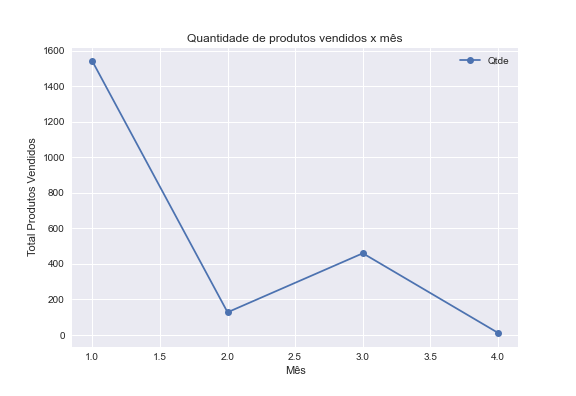 Quantidade de produtos vendidos x mês
1600
1400
1200
1000
800
600
400
200
0
Total Produtos Vendidos
Qtde
1.0 1.5 2.0 2.5 3.0 3.5 4.0
Mês